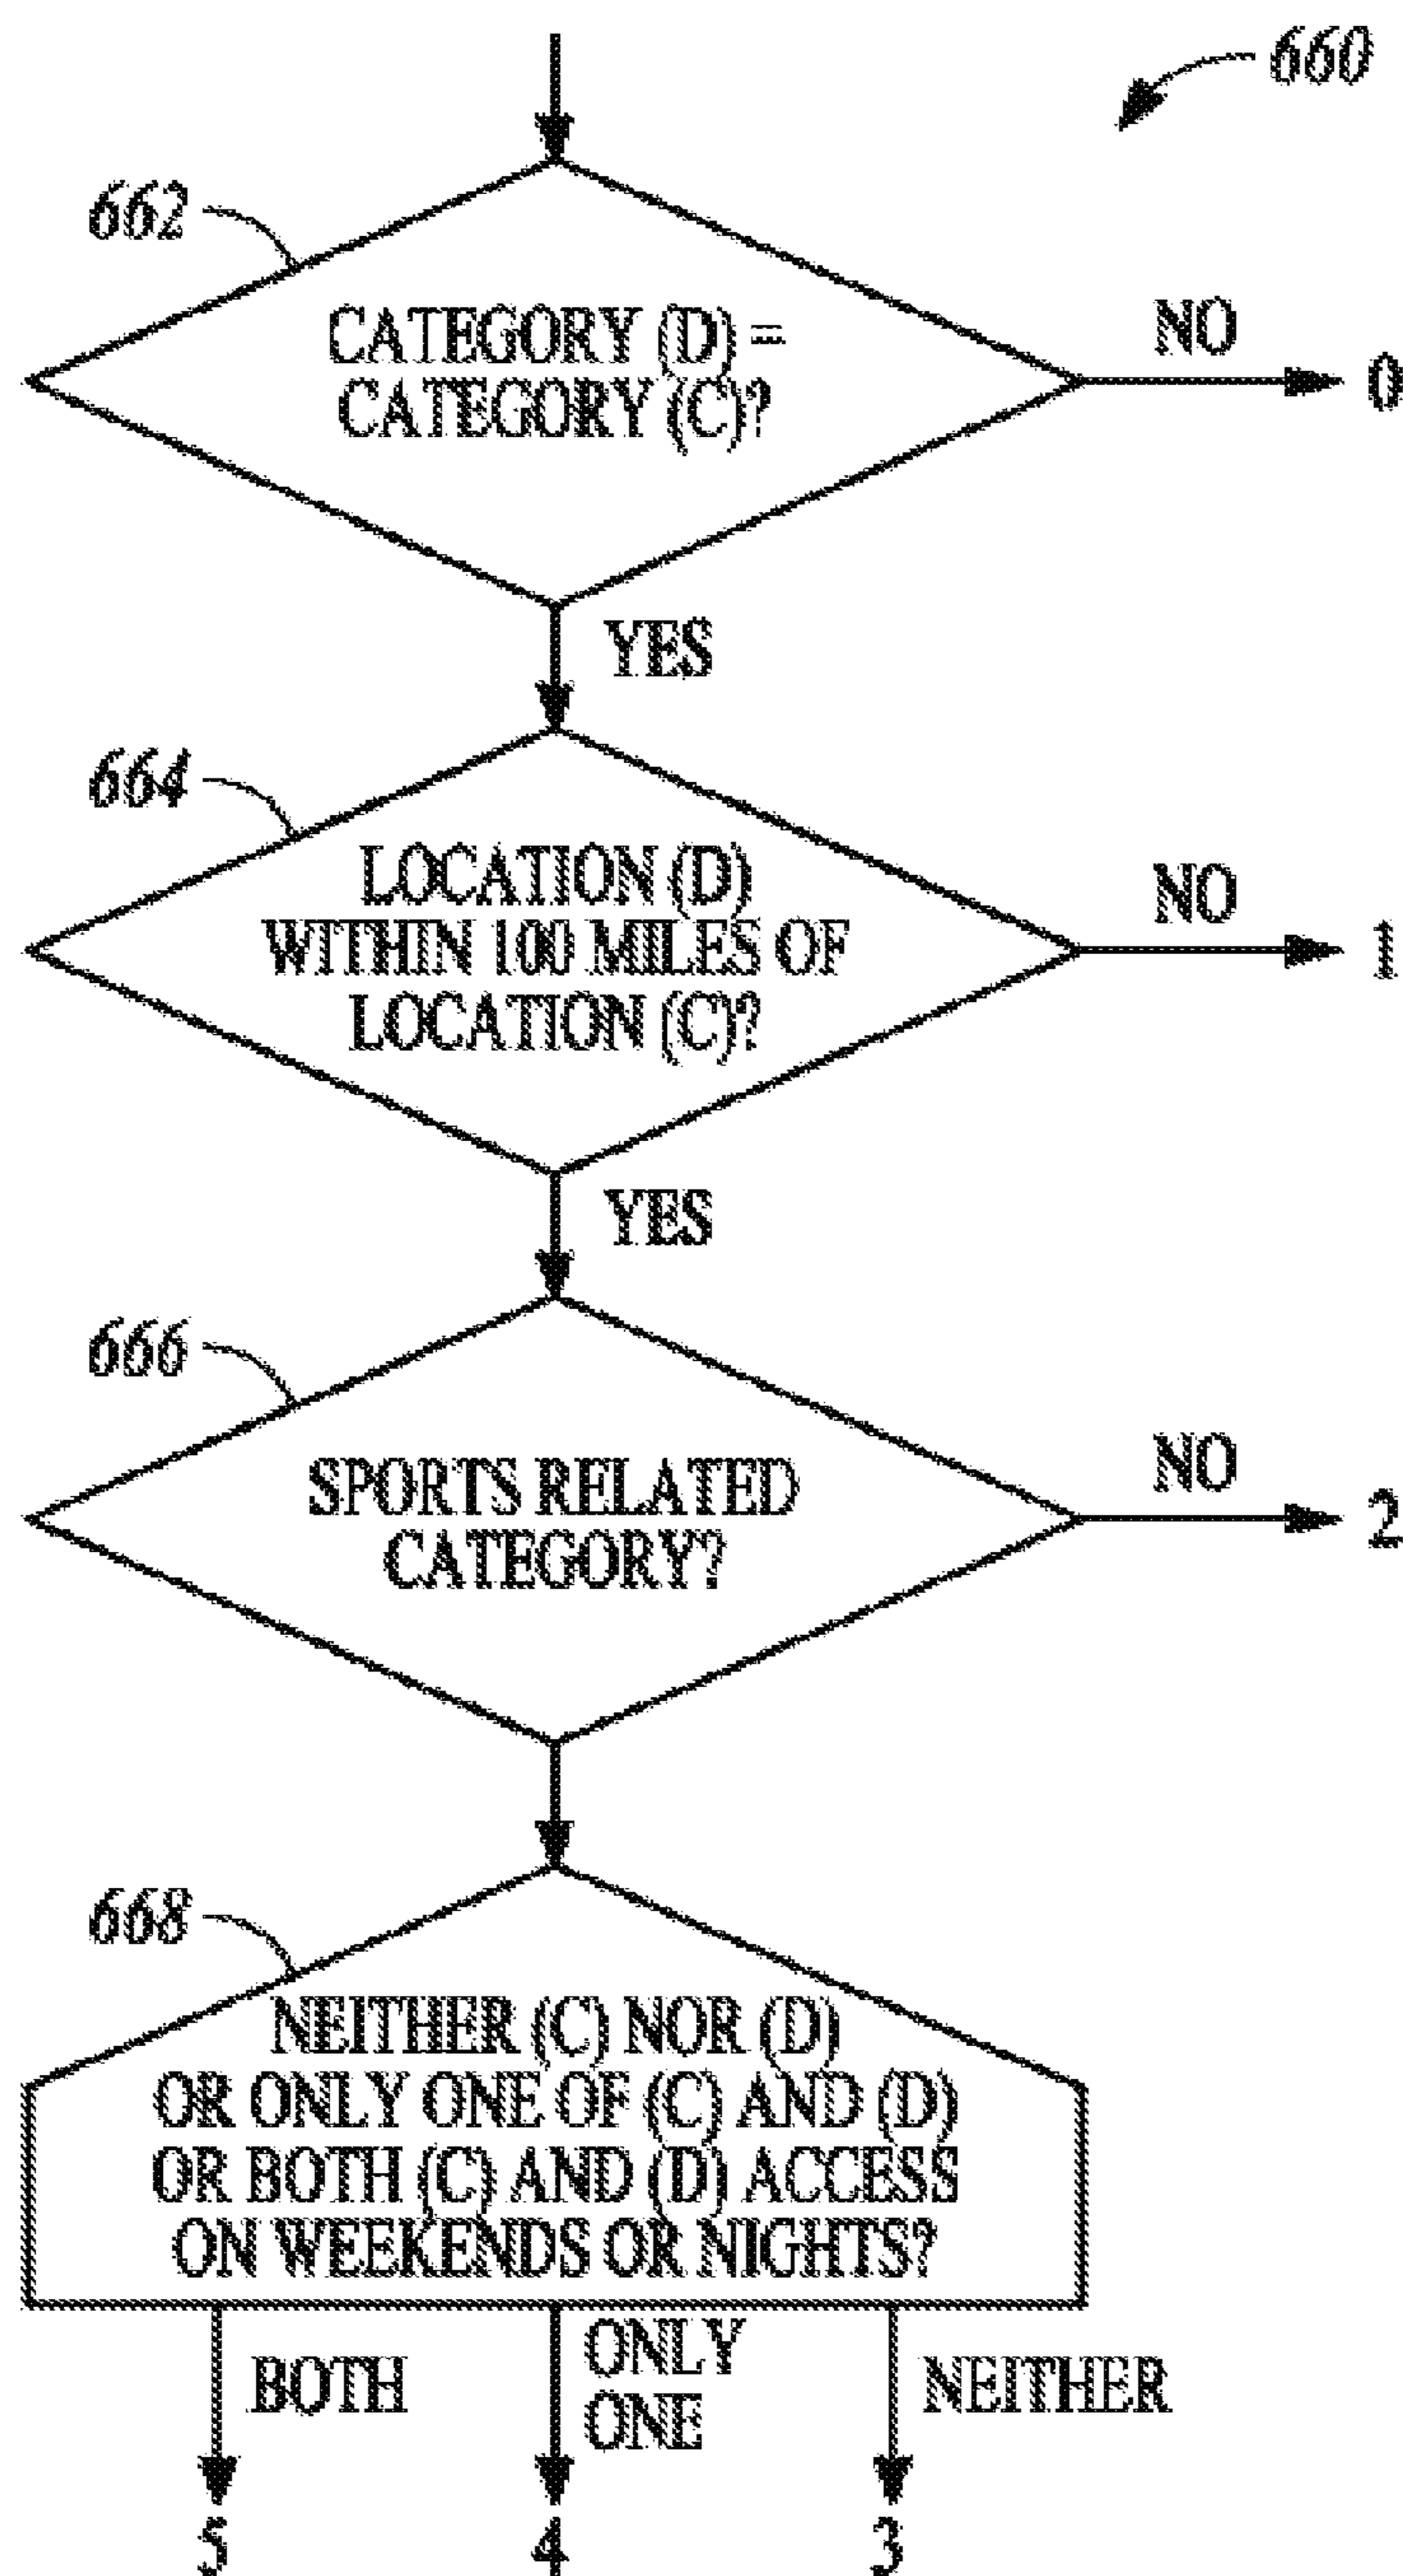 660
662
CATEGORY (D) =
CATEGORY (C)?
NO
0
YES
664
LOCATION (D)
WITHIN 100 MILES OF
LOCATION (C)?
NO
1
YES
666
SPORTS RELATED
CATEGORY?
NO
2
668
NEITHER (C) NOR (D)
OR ONLY ONE OF (C) AND (D)
OR BOTH (C) AND (D) ACCESS
ON WEEKENDS OR NIGHTS?
BOTH
ONLY
ONE
NEITHER
5
4
3